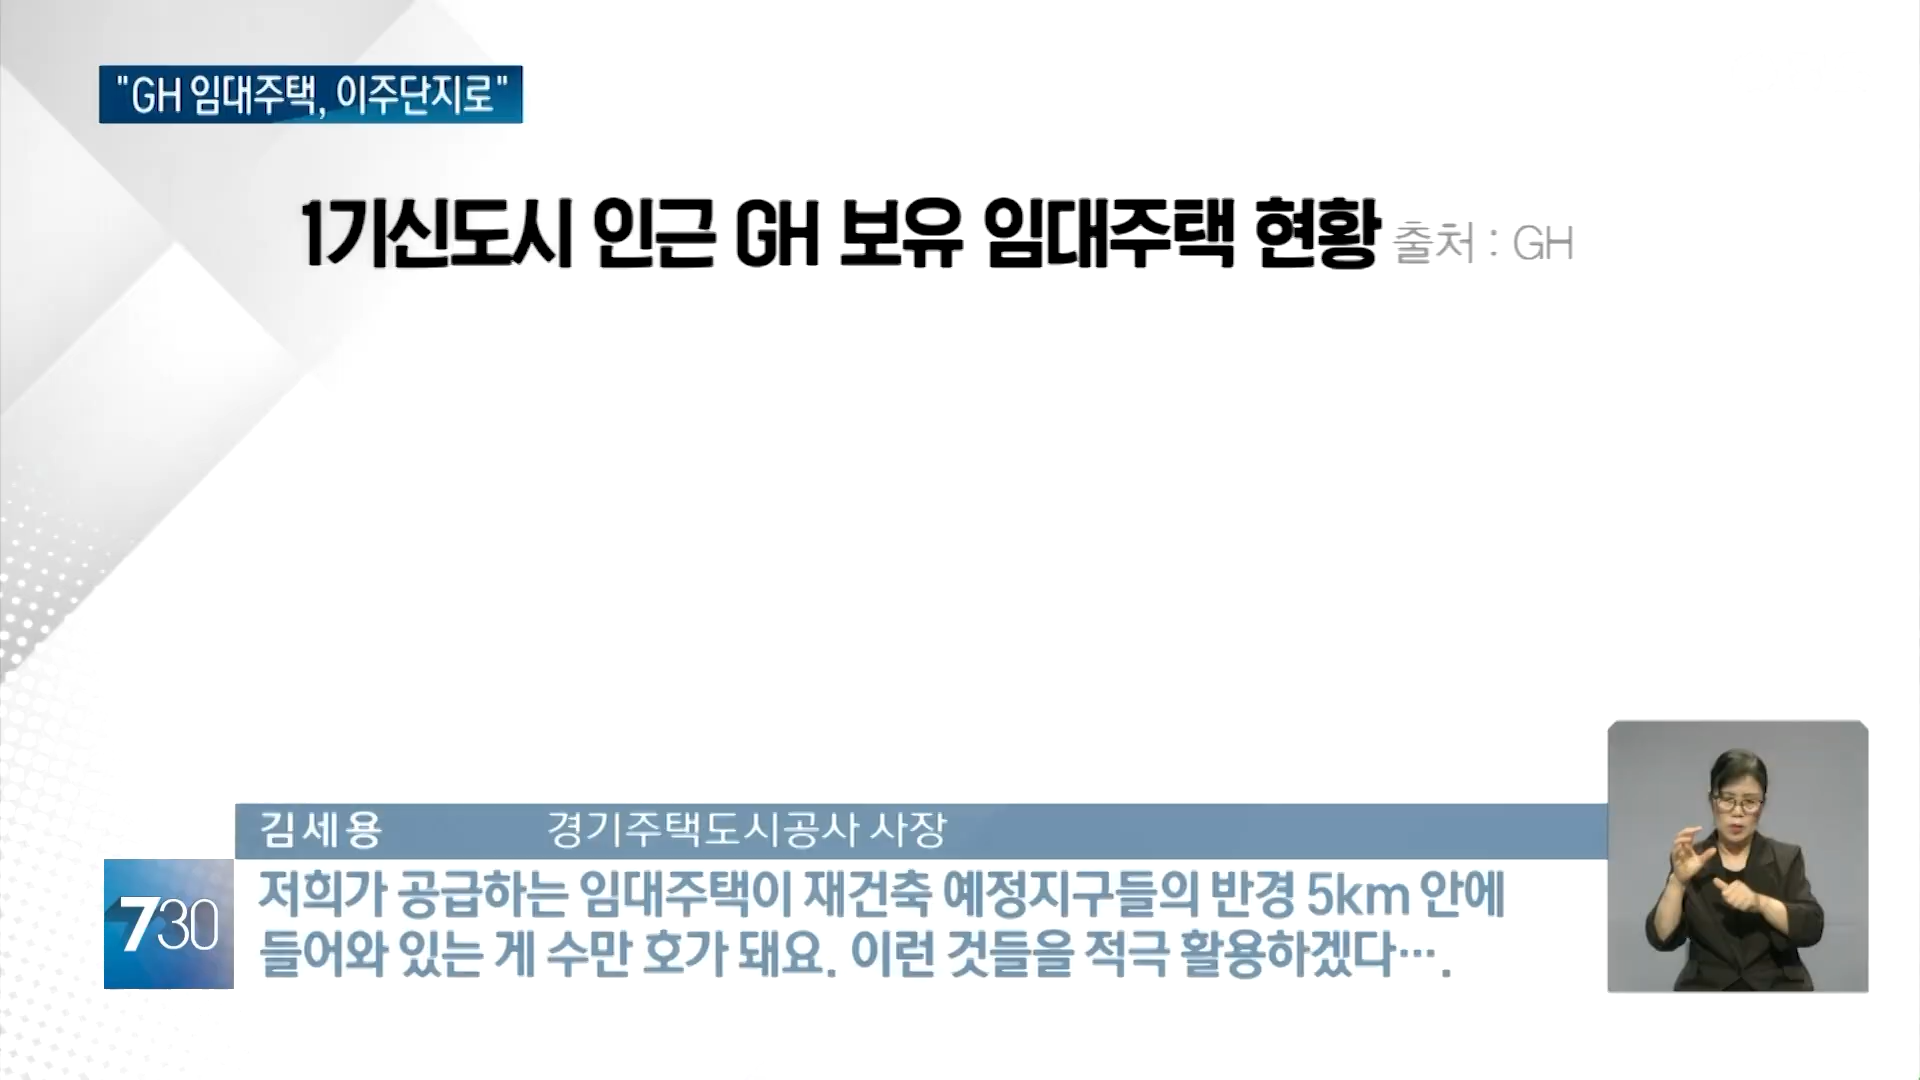 "GH 임대주택, 이주단지로"
1기신도시 인근 GH 보유 임대주택 현황 출처 : GH
김세용 경기주택도시공사 사장
저희가 공급하는 임대주택이 재건축 예정지구들의 반경 5km 안에
들어와 있는 게 수만 호가 돼요. 이런 것들을 적극 활용하겠다….
730